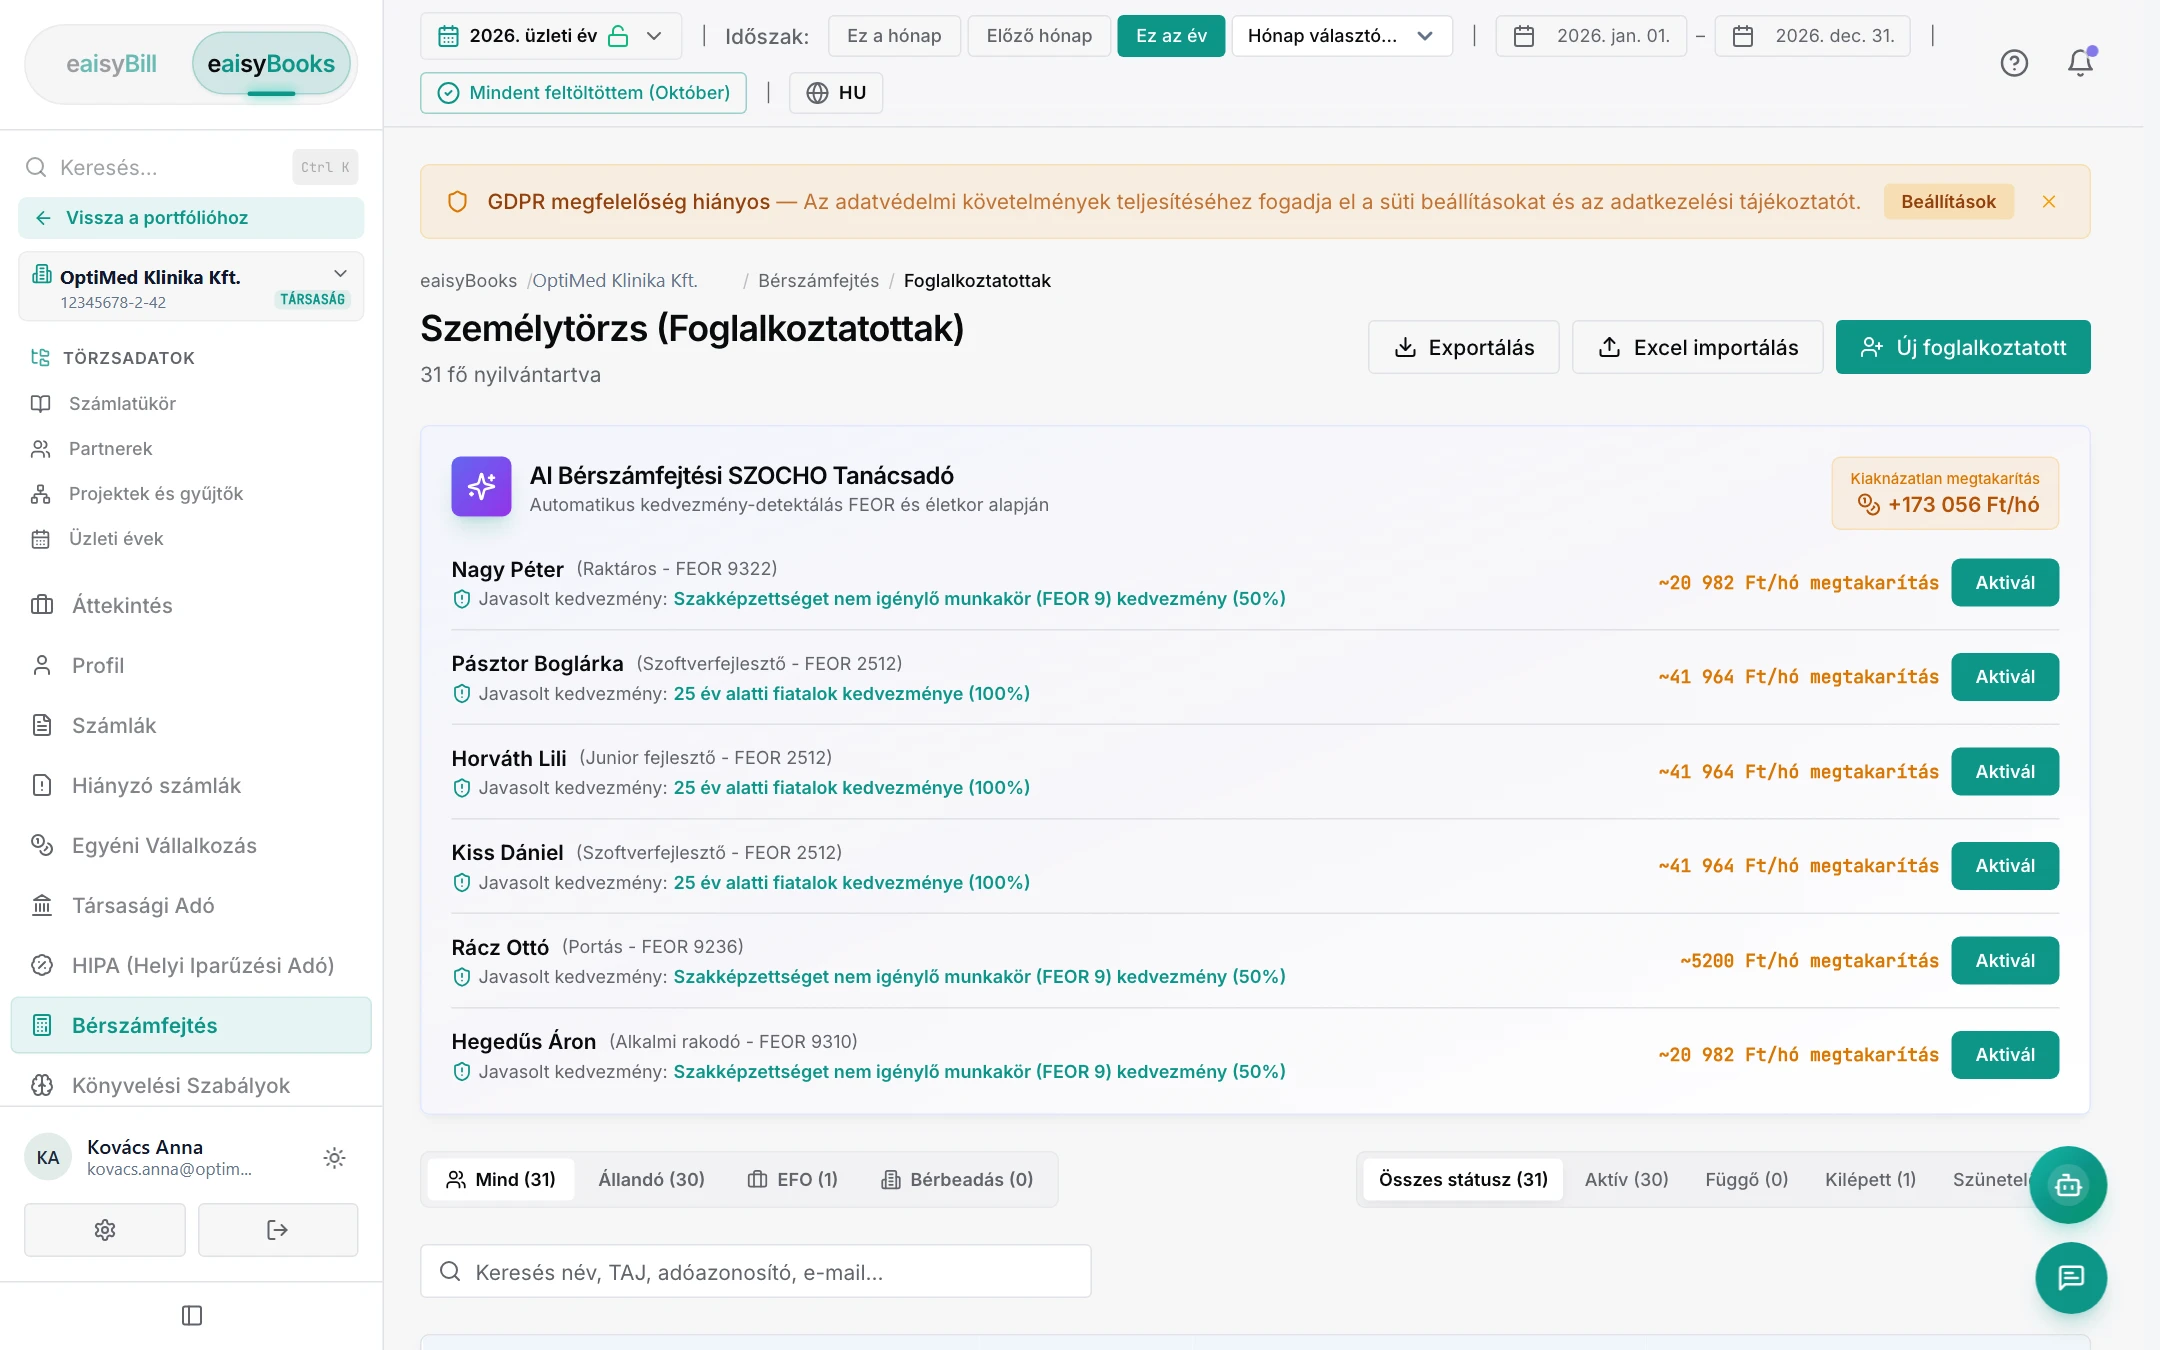 eaisyBill
eaisyBooks
Keresés...
Ctrl K
Vissza a portfólióhoz
OptiMed Klinika Kft.
12345678-2-42
TÁRSASÁG
TÖRZSADATOK
Számlatükör
Partnerek
Projektek és gyűjtők
Üzleti évek
Áttekintés
Profil
Számlák
Hiányzó számlák
Egyéni Vállalkozás
Társasági Adó
HIPA (Helyi Iparűzési Adó)
Bérszámfejtés
Könyvelési Szabályok
KA
Kovács Anna
kovacs.anna@optim...
2026. üzleti év
Időszak:
Ez a hónap
Előző hónap
Ez az év
Hónap választó...
2026. jan. 01.
–
2026. dec. 31.
Mindent feltöltöttem (Október)
HU
GDPR megfelelőség hiányos — Az adatvédelmi követelmények teljesítéséhez fogadja el a süti beállításokat és az adatkezelési tájékoztatót.
Beállítások
eaisyBooks / OptiMed Klinika Kft. / Bérszámfejtés / Foglalkoztatottak
Személytörzs (Foglalkoztatottak)
31 fő nyilvántartva
Exportálás
Excel importálás
Új foglalkoztatott
AI Bérszámfejtési SZOCHO Tanácsadó
Automatikus kedvezmény-detektálás FEOR és életkor alapján
Kiaknázatlan megtakarítás
+173 056 Ft/hó
Nagy Péter (Raktáros - FEOR 9322)
Javasolt kedvezmény: Szakképzettséget nem igénylő munkakör (FEOR 9) kedvezmény (50%)
~20 982 Ft/hó megtakarítás
Aktivál
Pásztor Boglárka (Szoftverfejlesztő - FEOR 2512)
Javasolt kedvezmény: 25 év alatti fiatalok kedvezménye (100%)
~41 964 Ft/hó megtakarítás
Aktivál
Horváth Lili (Junior fejlesztő - FEOR 2512)
Javasolt kedvezmény: 25 év alatti fiatalok kedvezménye (100%)
~41 964 Ft/hó megtakarítás
Aktivál
Kiss Dániel (Szoftverfejlesztő - FEOR 2512)
Javasolt kedvezmény: 25 év alatti fiatalok kedvezménye (100%)
~41 964 Ft/hó megtakarítás
Aktivál
Rácz Ottó (Portás - FEOR 9236)
Javasolt kedvezmény: Szakképzettséget nem igénylő munkakör (FEOR 9) kedvezmény (50%)
~5200 Ft/hó megtakarítás
Aktivál
Hegedűs Áron (Alkalmi rakodó - FEOR 9310)
Javasolt kedvezmény: Szakképzettséget nem igénylő munkakör (FEOR 9) kedvezmény (50%)
~20 982 Ft/hó megtakarítás
Aktivál
Mind (31)
Állandó (30)
EFO (1)
Bérbeadás (0)
Összes státusz (31)
Aktív (30)
Függő (0)
Kilépett (1)
Keresés név, TAJ, adóazonosító, e-mail...